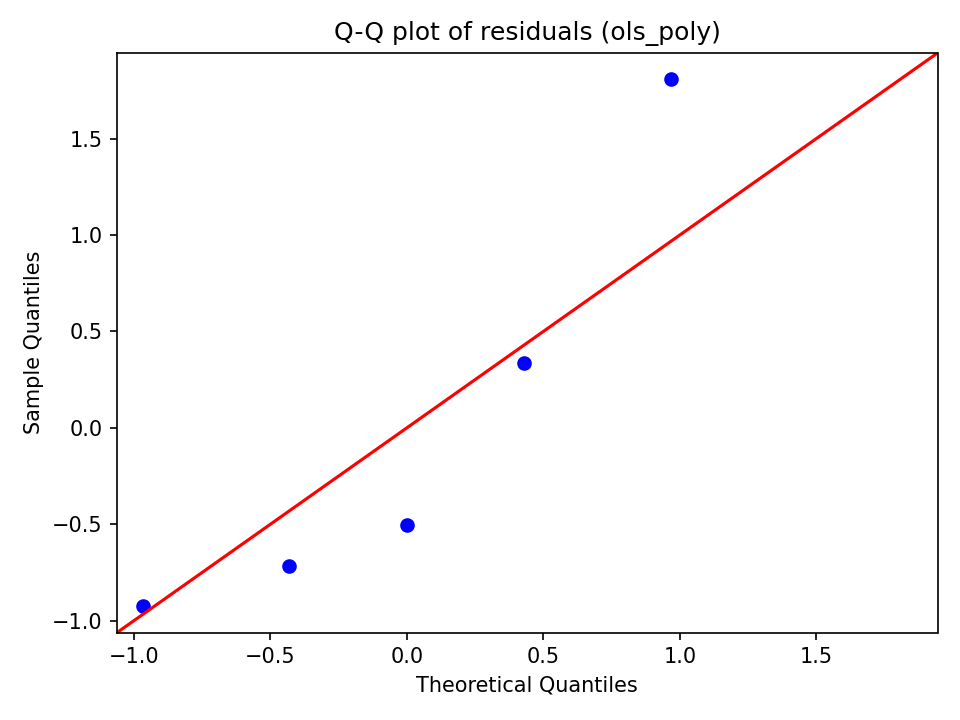 Q-Q plot of residuals (ols_poly)
Sample Quantiles
1.5
1.0
0.5
0.0
−0.5
−1.0
−1.0 −0.5 0.0 0.5 1.0 1.5
Theoretical Quantiles